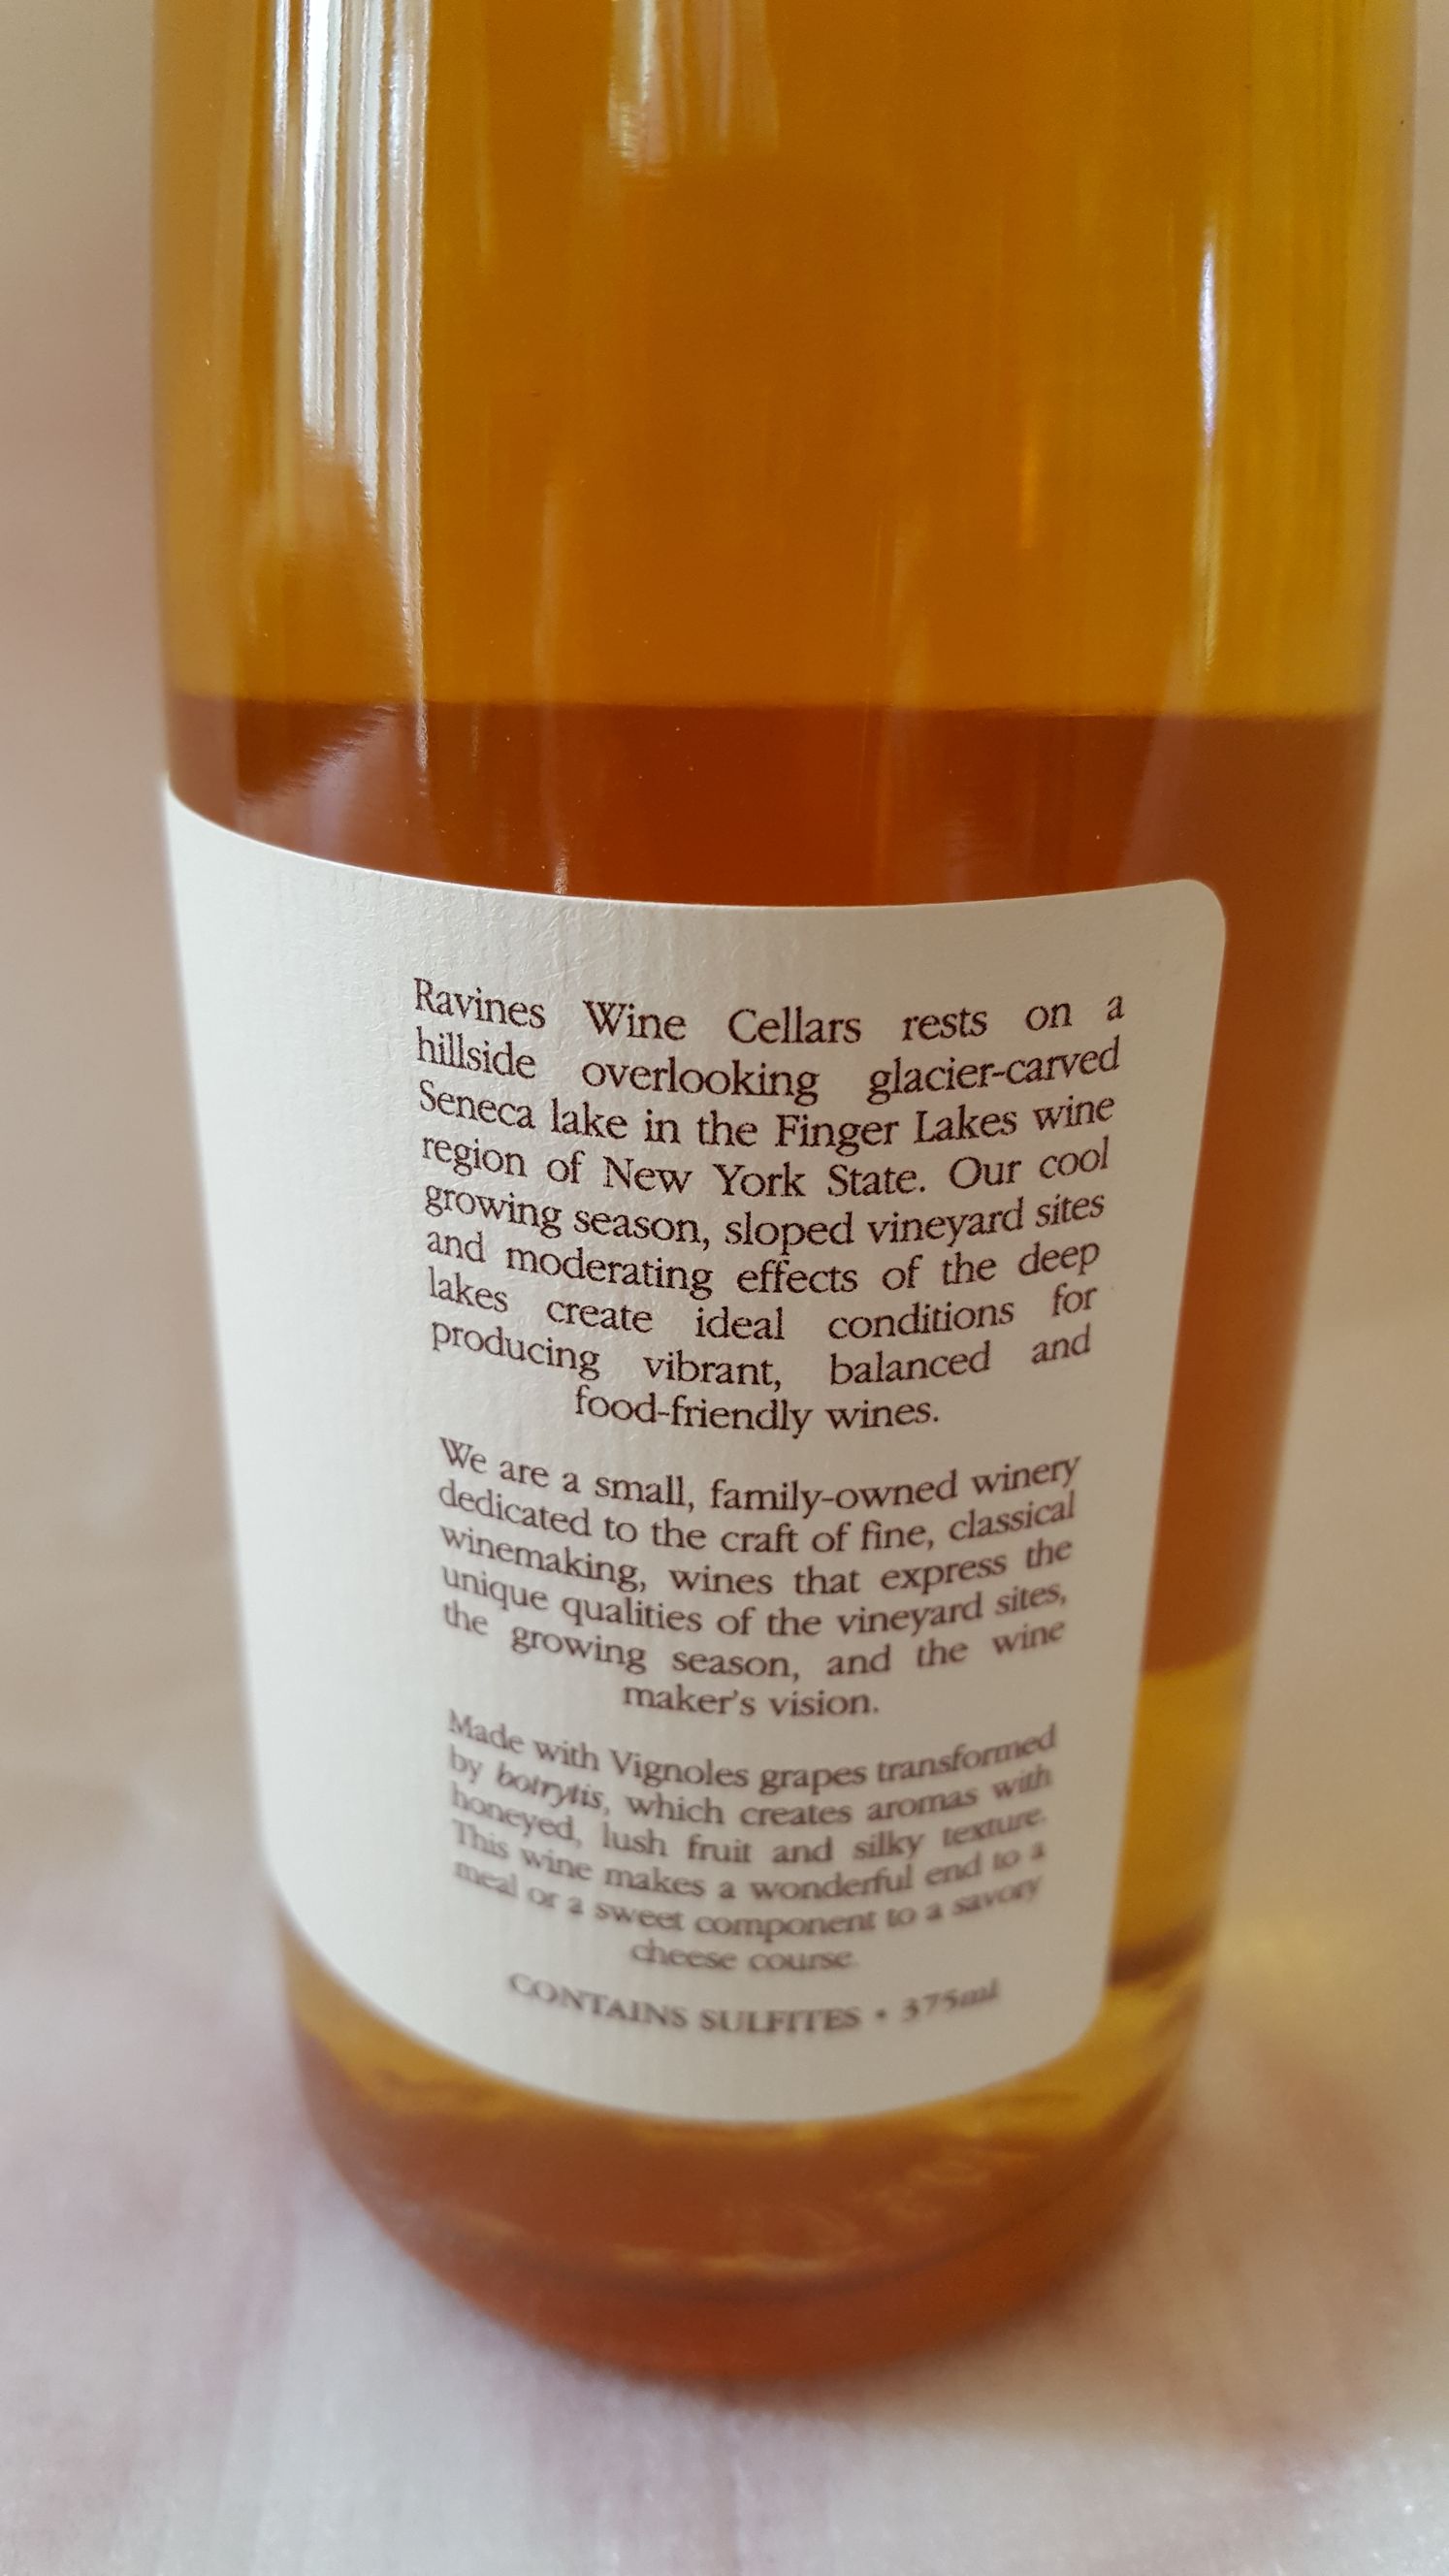 Ravines Wine Cellars rests on a
hillside overlooking glacier-carved
Seneca lake in the Finger Lakes wine
region of New York State. Our cool
growing season, sloped vineyard sites
and moderating effects of the deep
lakes create ideal conditions for
producing vibrant, balanced and
food-friendly wines.
We are a small, family-owned winery
dedicated to the craft of fine, classical
winemaking, wines that express the
unique qualities of the vineyard sites,
the growing season, and the wine
maker's vision.
Made with Vignoles grapes transformed
by botrytis, which creates aromas with
honeyed, lush fruit and silky texture.
This wine makes a wonderful end to a
meal or a sweet component to a savory
cheese course.
CONTAINS SULFITES • 375ml